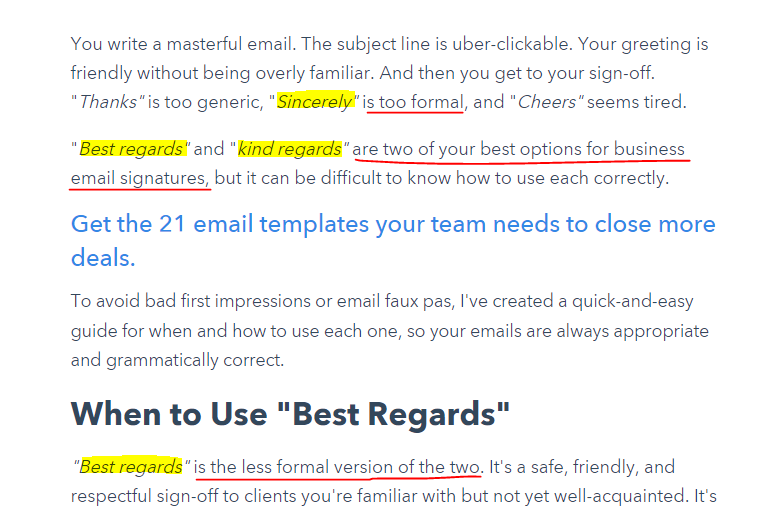 You write a masterful email. The subject line is uber-clickable. Your greeting is
friendly without being overly familiar. And then you get to your sign-off.
"Thanks" is too generic, "Sincerely" is too formal, and "Cheers" seems tired.
"Best regards" and "kind regards" are two of your best options for business
email signatures, but it can be difficult to know how to use each correctly.
Get the 21 email templates your team needs to close more
deals.
To avoid bad first impressions or email faux pas, I've created a quick-and-easy
guide for when and how to use each one, so your emails are always appropriate
and grammatically correct.
When to Use "Best Regards"
"Best regards" is the less formal version of the two. It's a safe, friendly, and
respectful sign-off to clients you're familiar with but not yet well-acquainted. It's